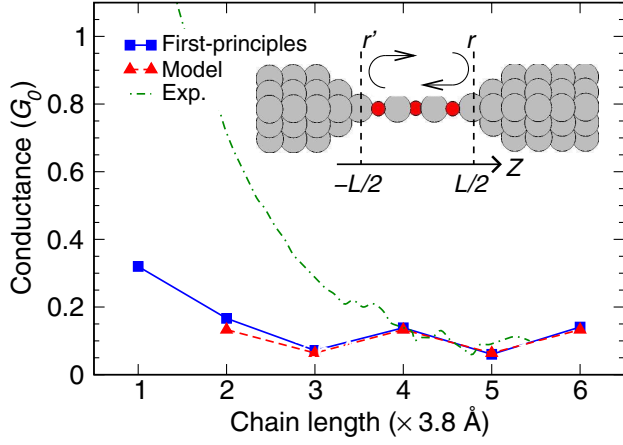 1
0.8
0.6
0.4
0.2
0
Conductance (G0)
First-principles
Model
Exp.
r'
r
−L/2
L/2
z
1 2 3 4 5 6
Chain length (× 3.8 Å)